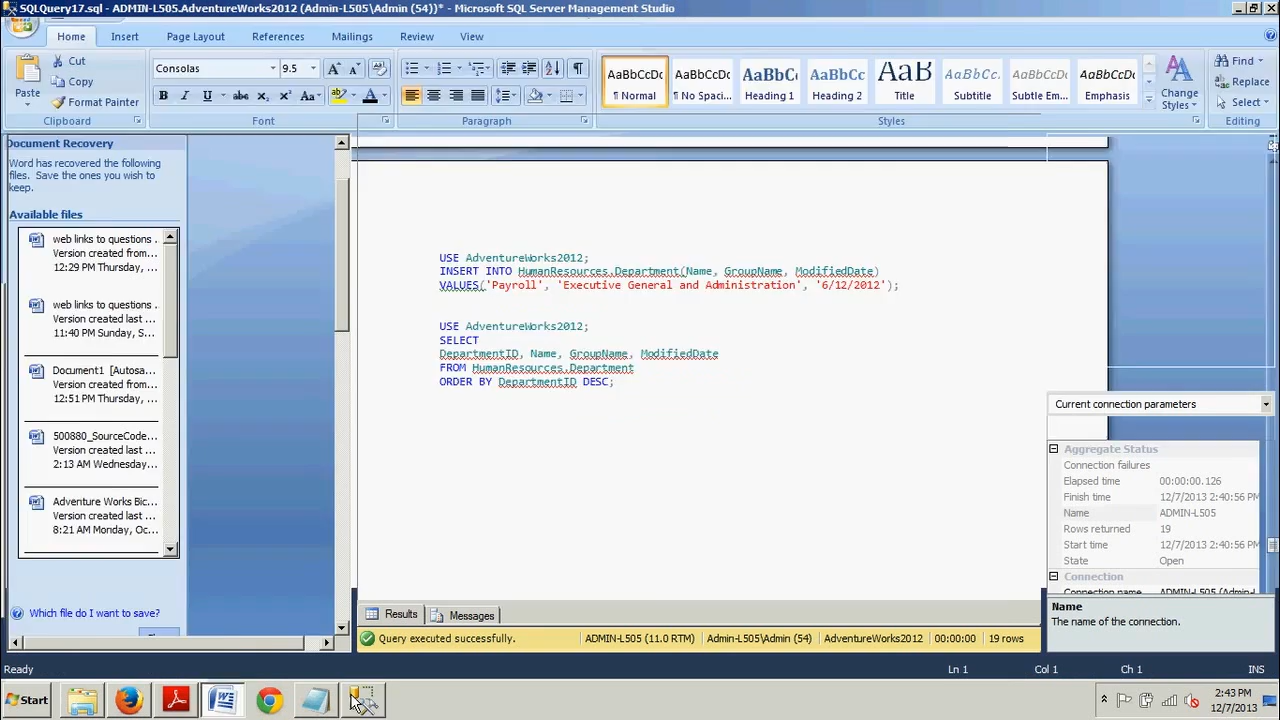 SQLQuery17.sql - ADMIN-L505.AdventureWorks2012 (Admin-L505\Admin (54))* - Microsoft SQL Server Management Studio
Home Insert Page Layout References Mailings Review View
Cut
Copy
Format Painter
Paste
Clipboard
Consolas 9.5
Font
Paragraph
AaBbCcDc AaBbCcDc AaBbC AaBbCc AaB AaBbCc. AaBbCcDc AaBbCcDc
¶ Normal ¶ No Spaci... Heading 1 Heading 2 Title Subtitle Subtle Em... Emphasis
Styles
Change
Styles
Find
Replace
Select
Editing
Document Recovery
Word has recovered the following
files. Save the ones you wish to
keep.
Available files
web links to questions .
Version created from...
12:29 PM Thursday, ...
web links to questions .
Version created last ...
11:40 PM Sunday, S...
Document1 [Autosa...
Version created from...
12:51 PM Thursday, ...
500880_SourceCode...
Version created last ...
2:13 AM Wednesday...
Adventure Works Bic...
Version created last ...
8:21 AM Monday, Oc...
Which file do I want to save?
USE AdventureWorks2012;
INSERT INTO HumanResources.Department(Name, GroupName, ModifiedDate)
VALUES('Payroll', 'Executive General and Administration', '6/12/2012');
USE AdventureWorks2012;
SELECT
DepartmentID, Name, GroupName, ModifiedDate
FROM HumanResources.Department
ORDER BY DepartmentID DESC;
Current connection parameters
Aggregate Status
Connection failures
Elapsed time 00:00:00.126
Finish time 12/7/2013 2:40:56 PM
Name ADMIN-L505
Rows returned 19
Start time 12/7/2013 2:40:56 PM
State Open
Connection
Connection name ADMIN-L505 (Admin-
Name
The name of the connection.
Results Messages
Query executed successfully. ADMIN-L505 (11.0 RTM) Admin-L505\Admin (54) AdventureWorks2012 00:00:00 19 rows
Ready Ln 1 Col 1 Ch 1 INS
Start
2:43 PM
12/7/2013